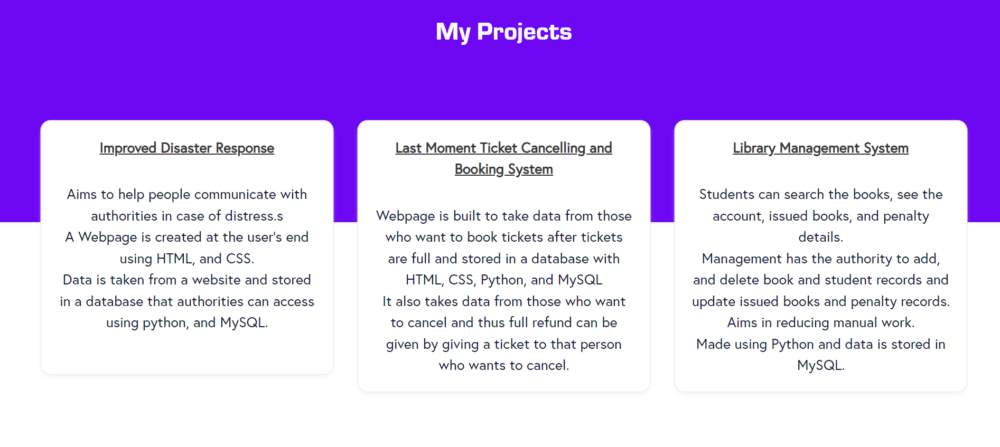 My Projects
Improved Disaster Response
Aims to help people communicate with
authorities in case of distress.s
A Webpage is created at the user's end
using HTML, and CSS.
Data is taken from a website and stored
in a database that authorities can access
using python, and MySQL.
Last Moment Ticket Cancelling and
Booking System
Webpage is built to take data from those
who want to book tickets after tickets
are full and stored in a database with
HTML, CSS, Python, and MySQL
It also takes data from those who want
to cancel and thus full refund can be
given by giving a ticket to that person
who wants to cancel.
Library Management System
Students can search the books, see the
account, issued books, and penalty
details.
Management has the authority to add,
and delete book and student records and
update issued books and penalty records.
Aims in reducing manual work.
Made using Python and data is stored in
MySQL.